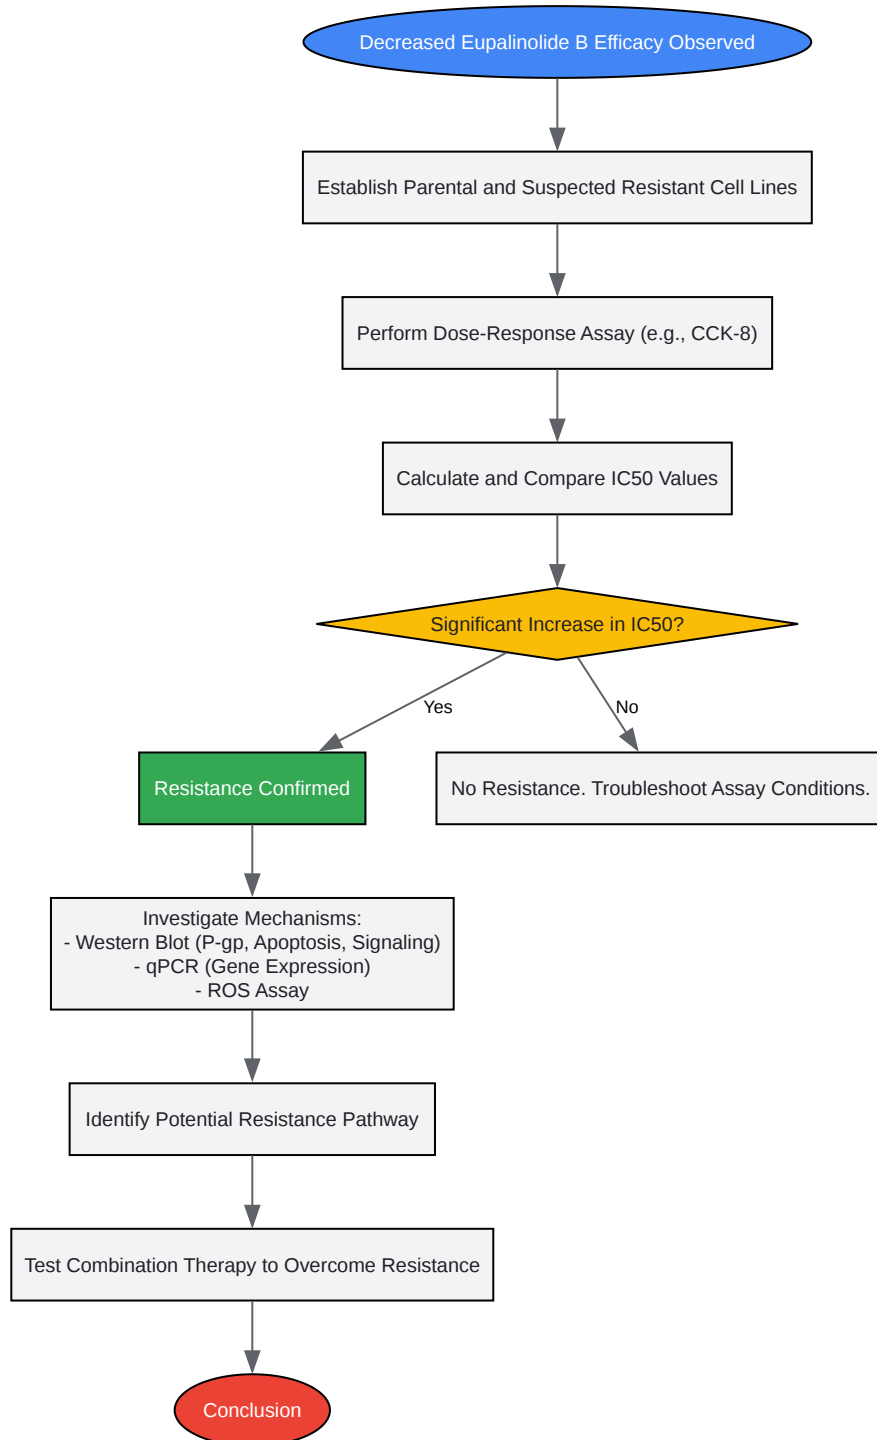 Decreased Eupalinolide B Efficacy Observed
Establish Parental and Suspected Resistant Cell Lines
Perform Dose-Response Assay (e.g., CCK-8)
Calculate and Compare IC50 Values
Significant Increase in IC50?
Yes
No
Resistance Confirmed
No Resistance. Troubleshoot Assay Conditions.
Investigate Mechanisms:
- Western Blot (P-gp, Apoptosis, Signaling)
- qPCR (Gene Expression)
- ROS Assay
Identify Potential Resistance Pathway
Test Combination Therapy to Overcome Resistance
Conclusion